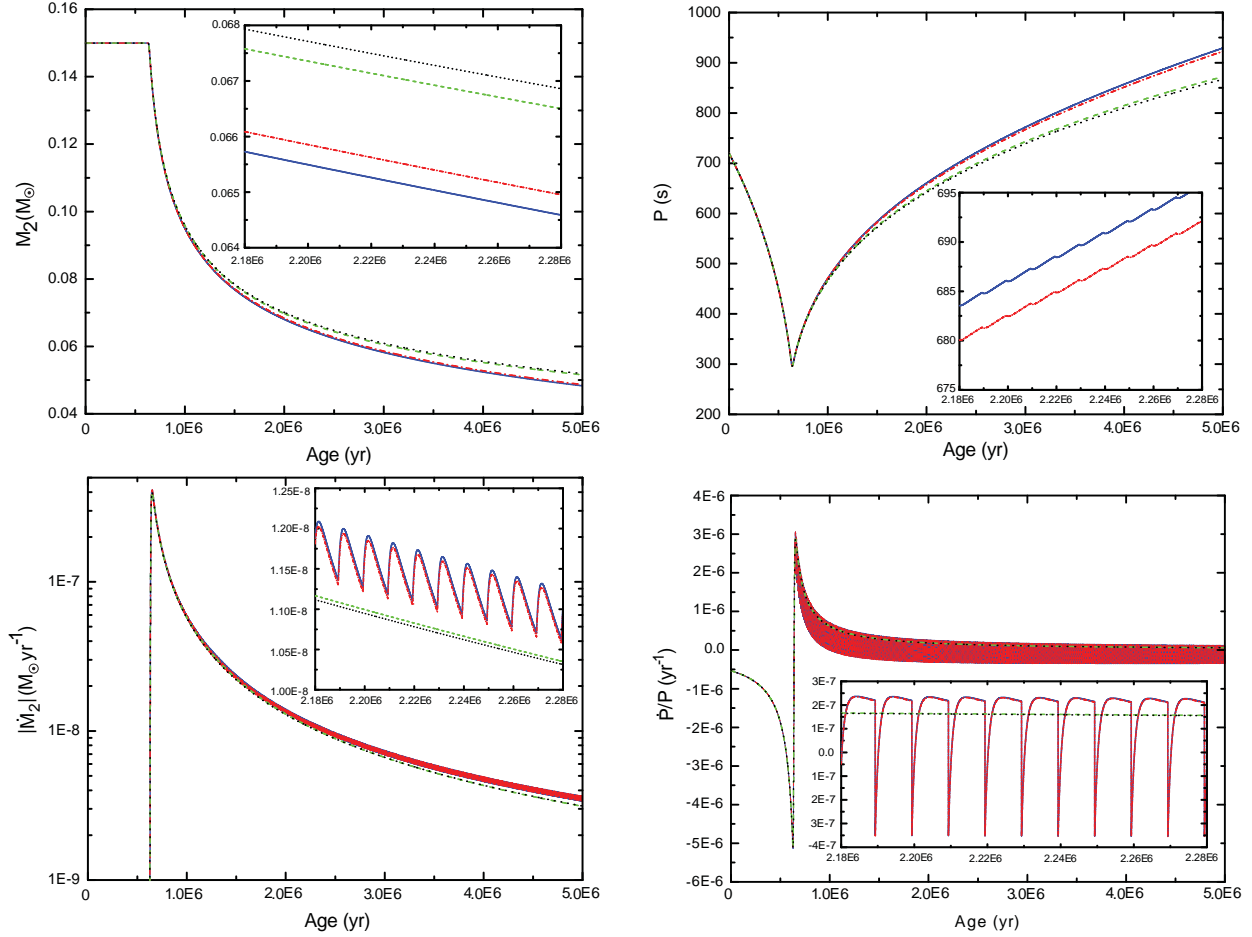 0.16
0.14
0.12
0.10
0.08
0.06
0.04
M₂(M⊙)
0
1.0E6
2.0E6
3.0E6
4.0E6
5.0E6
Age (yr)
0.068
0.067
0.066
0.065
0.064
2.18E6
2.20E6
2.22E6
2.24E6
2.26E6
2.28E6
1000
900
800
700
600
500
400
300
200
P (s)
0
1.0E6
2.0E6
3.0E6
4.0E6
5.0E6
Age (yr)
695
690
685
680
675
2.18E6
2.20E6
2.22E6
2.24E6
2.26E6
2.28E6
1E-7
1E-8
1E-9
|Ṁ₂|(M⊙yr⁻¹)
0
1.0E6
2.0E6
3.0E6
4.0E6
5.0E6
Age (yr)
1.25E-8
1.20E-8
1.15E-8
1.10E-8
1.05E-8
1.00E-8
2.18E6
2.20E6
2.22E6
2.24E6
2.26E6
2.28E6
4E-6
3E-6
2E-6
1E-6
0.0
-1E-6
-2E-6
-3E-6
-4E-6
-5E-6
-6E-6
Ṗ/P (yr⁻¹)
0
1.0E6
2.0E6
3.0E6
4.0E6
5.0E6
Age (yr)
3E-7
2E-7
1E-7
0.0
-1E-7
-2E-7
-3E-7
-4E-7
2.18E6
2.20E6
2.22E6
2.24E6
2.26E6
2.28E6